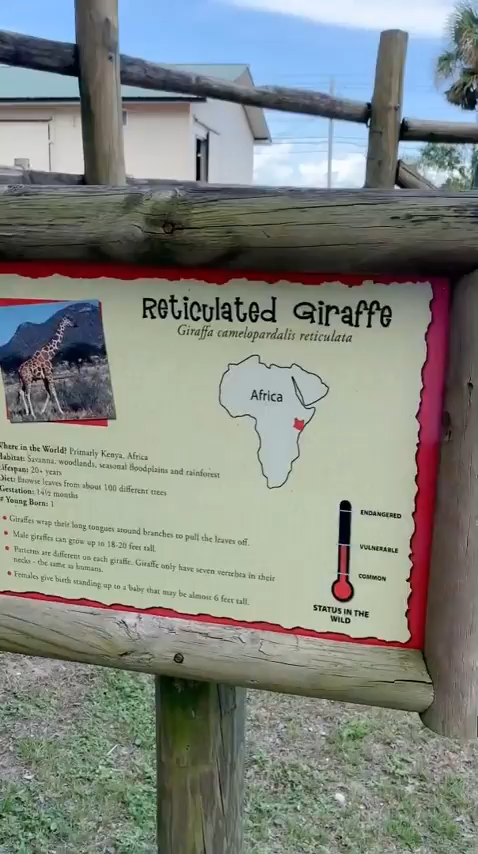 Reticulated Giraffe
Giraffa camelopardalis reticulata
Africa
Where in the World? Primarly Kenya, Africa
Habitat: Savanna, woodlands, seasonal floodplains and rainforest
Lifespan: 20+ years
Diet: Browse leaves from about 100 different trees
Gestation: 14½ months
# Young Born: 1
• Giraffes wrap their long tongues around branches to pull the leaves off.
• Male giraffes can grow up to 18-20 feet tall.
• Patterns are different on each giraffe. Giraffe only have seven vertebra in their
necks - the same as humans.
• Females give birth standing up to a baby that may be almost 6 feet tall.
ENDANGERED
VULNERABLE
COMMON
STATUS IN THE
WILD